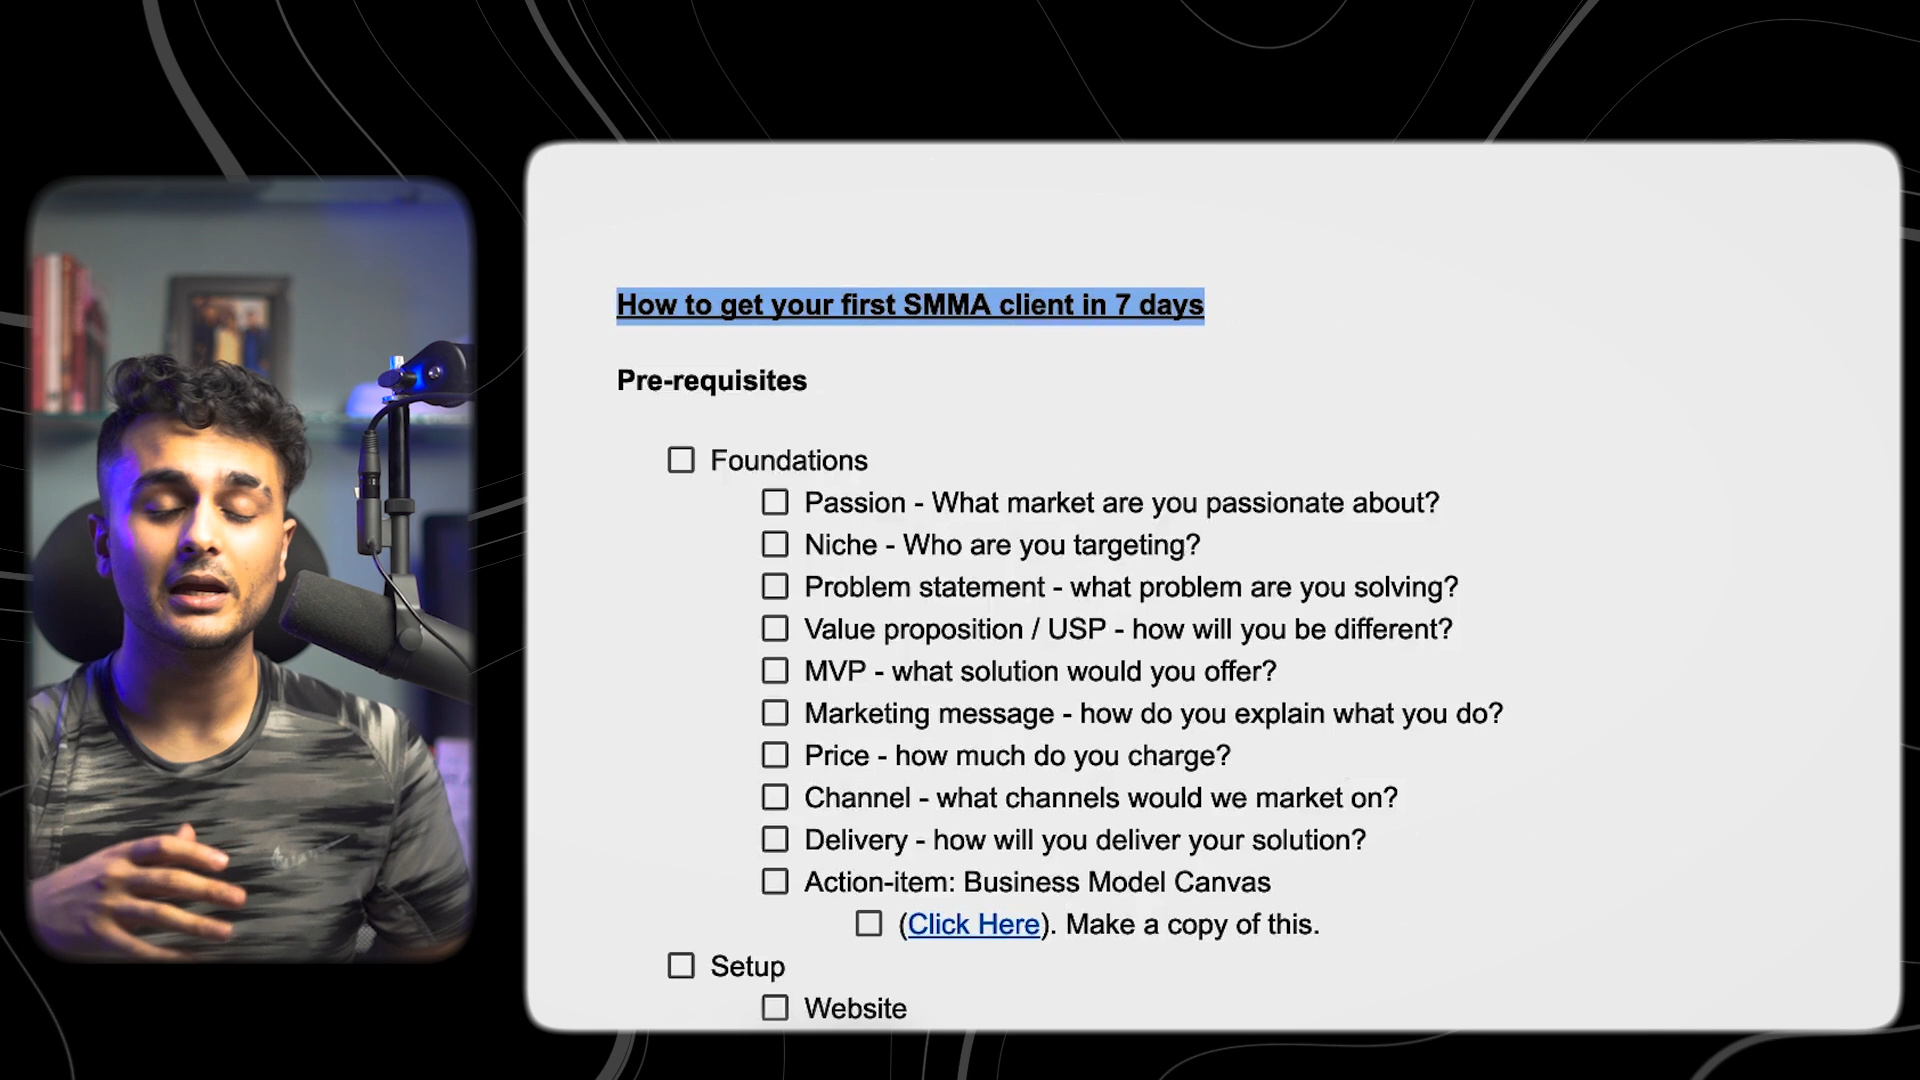 How to get your first SMMA client in 7 days
Pre-requisites
Foundations
Passion - What market are you passionate about?
Niche - Who are you targeting?
Problem statement - what problem are you solving?
Value proposition / USP - how will you be different?
MVP - what solution would you offer?
Marketing message - how do you explain what you do?
Price - how much do you charge?
Channel - what channels would we market on?
Delivery - how will you deliver your solution?
Action-item: Business Model Canvas
(Click Here). Make a copy of this.
Setup
Website